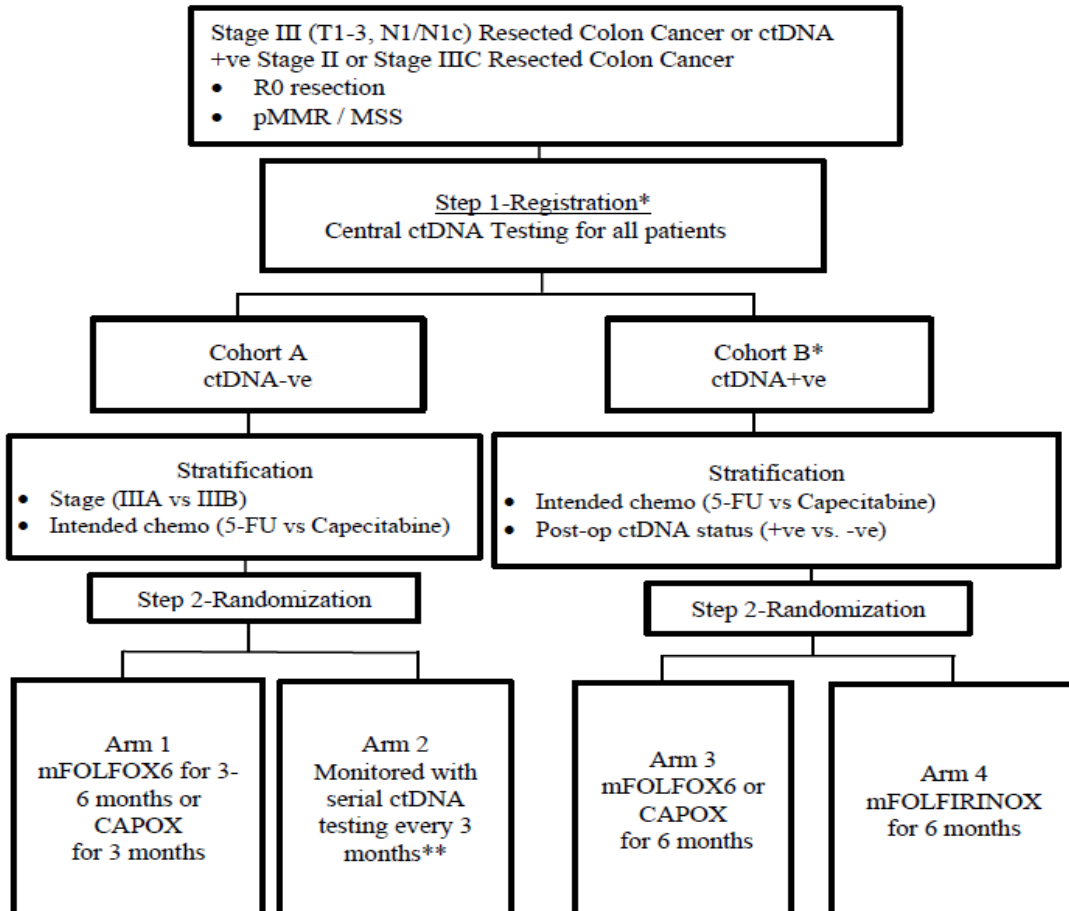 Stage III (T1-3, N1/N1c) Resected Colon Cancer or ctDNA
+ve Stage II or Stage IIIC Resected Colon Cancer
• R0 resection
• pMMR / MSS
Step 1-Registration*
Central ctDNA Testing for all patients
Cohort A
ctDNA-ve
Cohort B*
ctDNA+ve
Stratification
• Stage (IIIA vs IIIB)
• Intended chemo (5-FU vs Capecitabine)
Stratification
• Intended chemo (5-FU vs Capecitabine)
• Post-op ctDNA status (+ve vs. -ve)
Step 2-Randomization
Step 2-Randomization
Arm 1
mFOLFOX6 for 3-
6 months or
CAPOX
for 3 months
Arm 2
Monitored with
serial ctDNA
testing every 3
months**
Arm 3
mFOLFOX6 or
CAPOX
for 6 months
Arm 4
mFOLFIRINOX
for 6 months